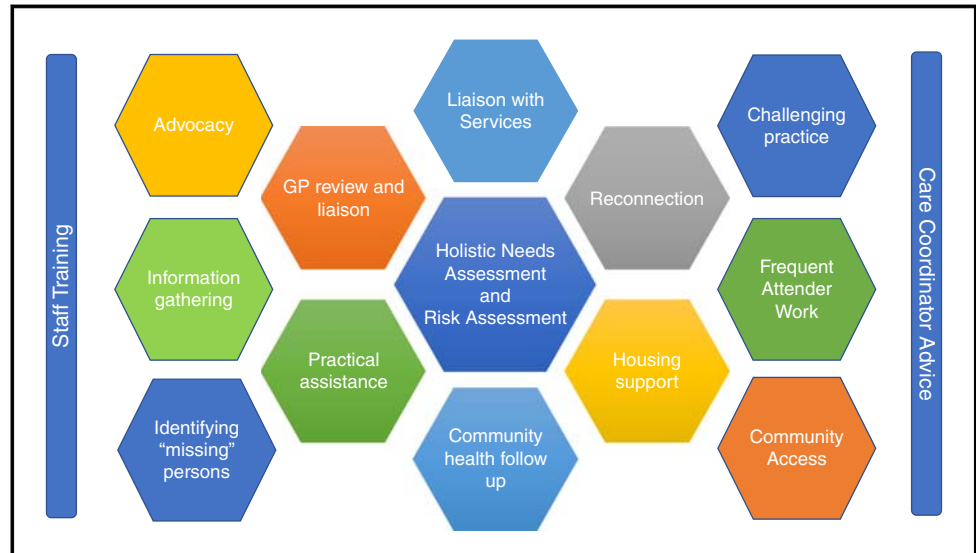 Staff Training
Advocacy
Information
gathering
Identifying
“missing”
persons
GP review and
liaison
Practical
assistance
Liaison with
Services
Holistic Needs
Assessment
and
Risk Assessment
Community
health follow
up
Reconnection
Housing
support
Challenging
practice
Frequent
Attender
Work
Community
Access
Care Coordinator Advice